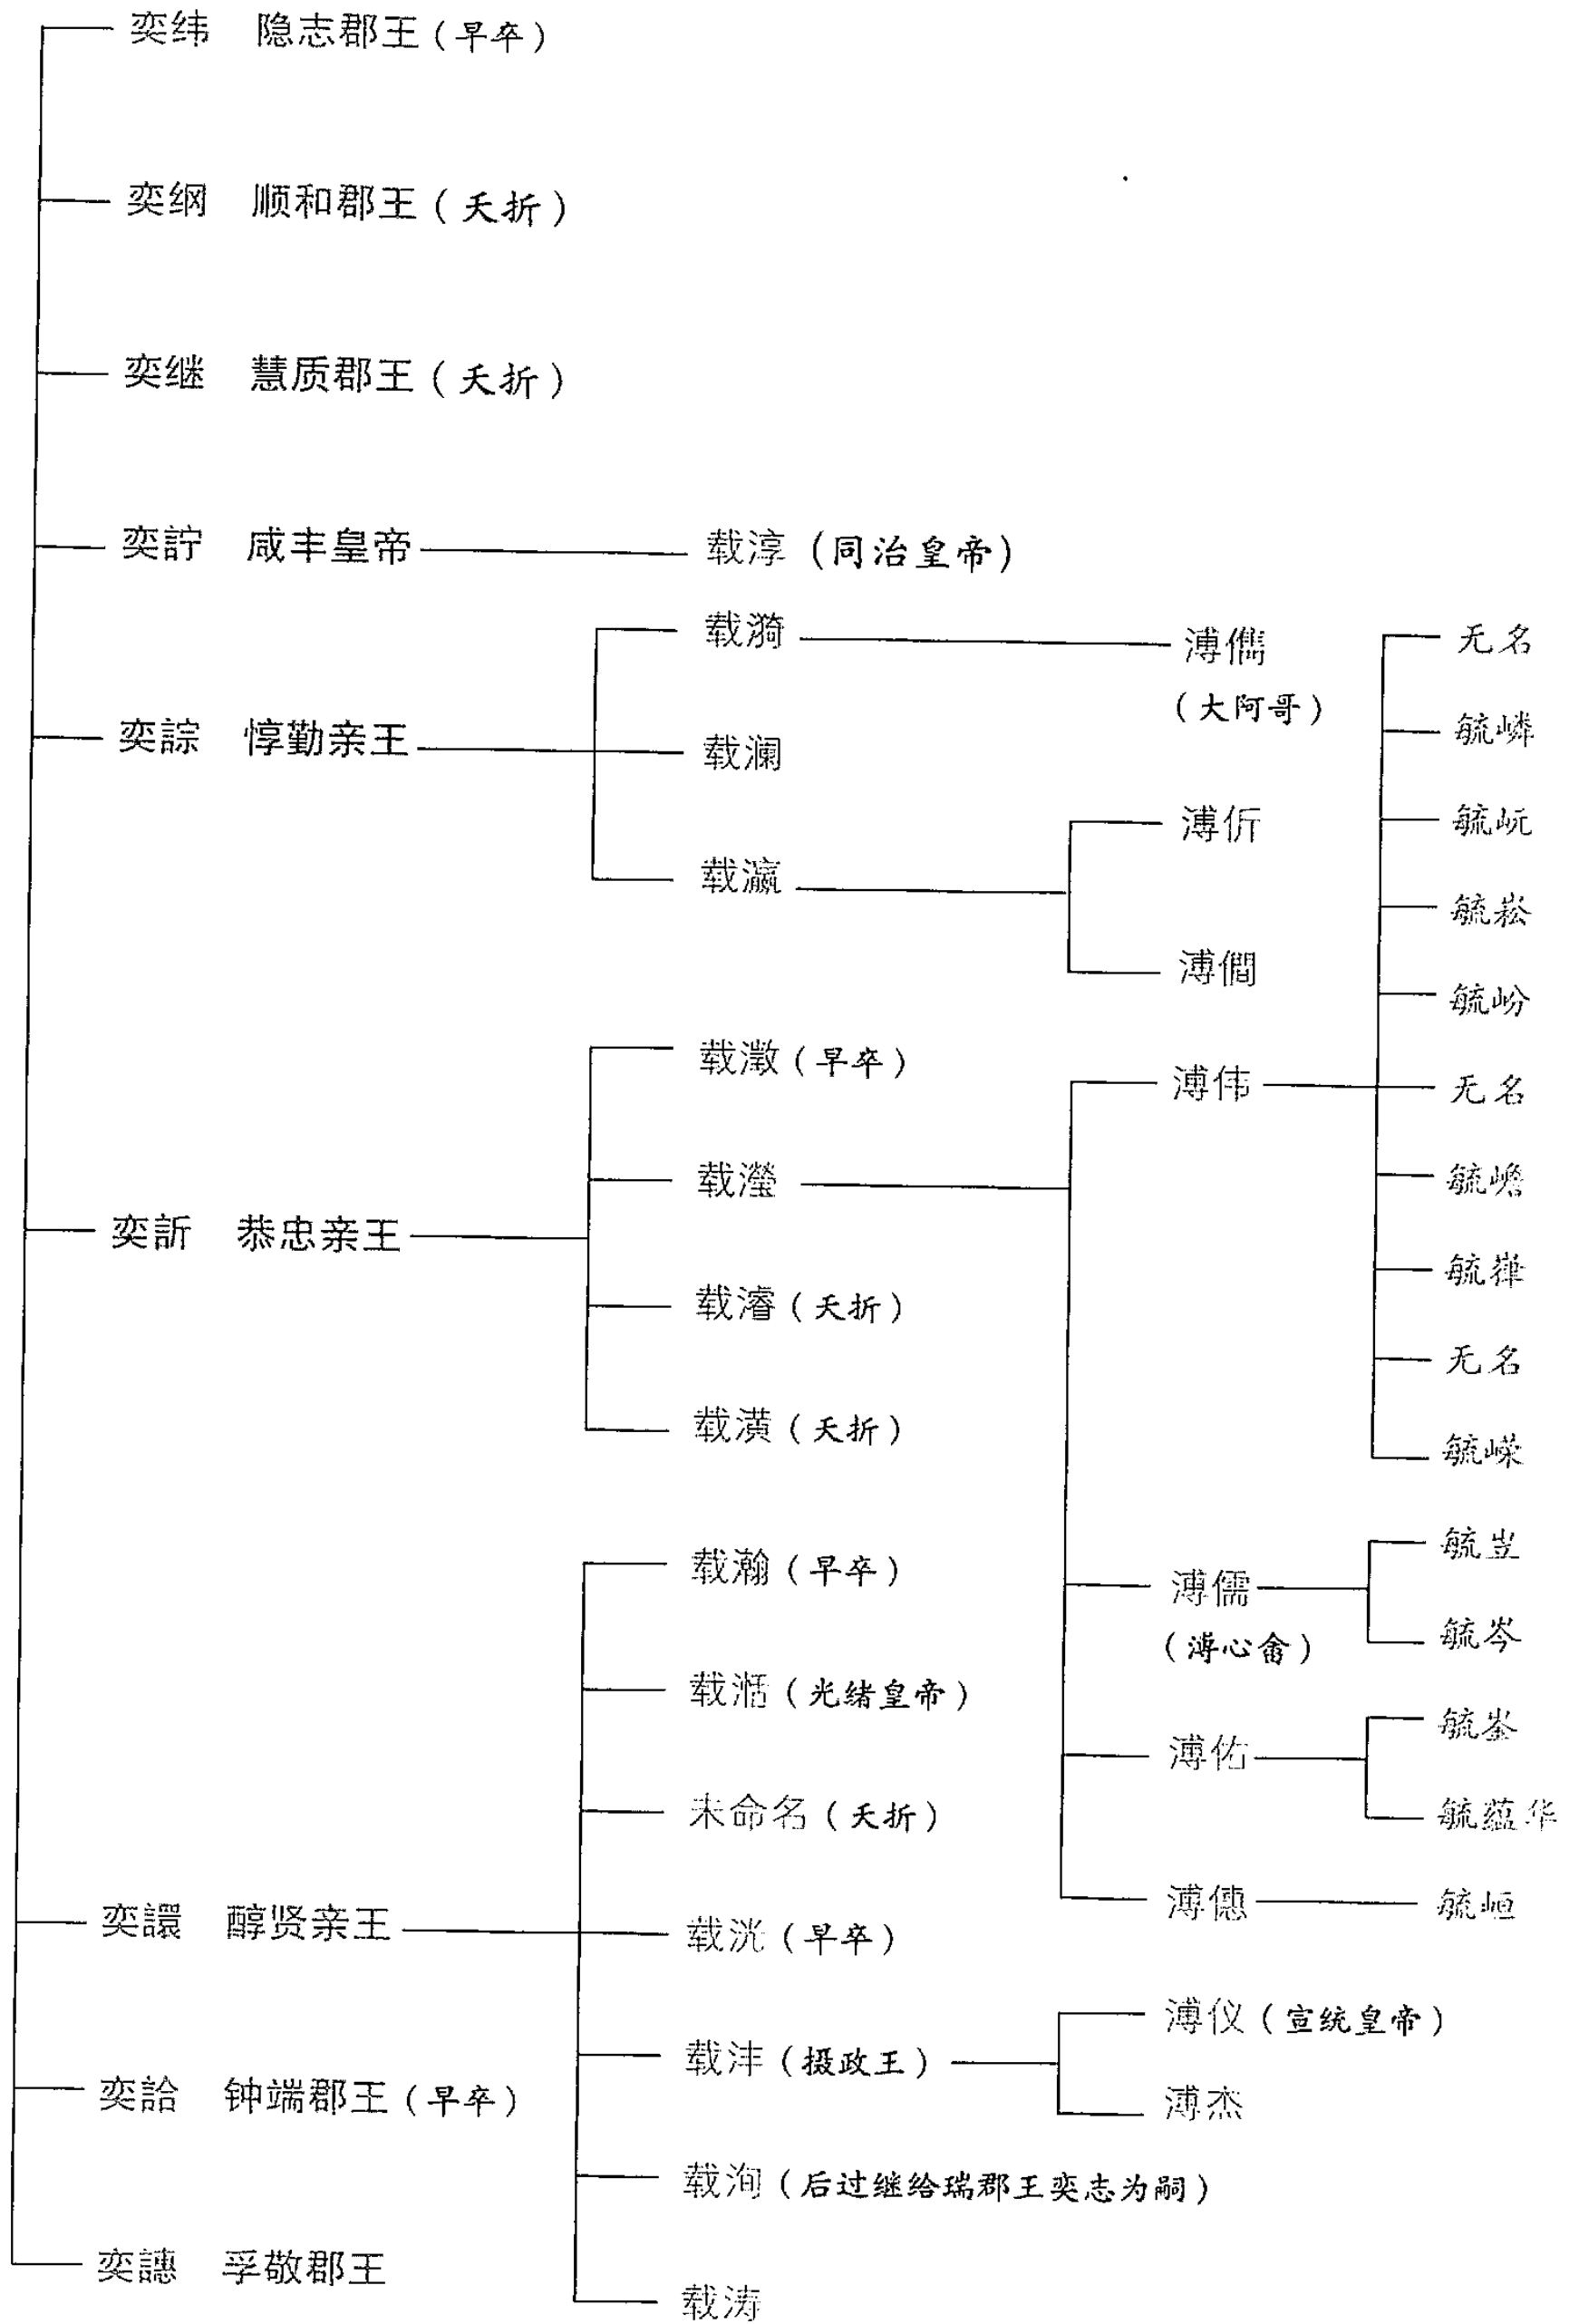 奕纬 隐志郡王(早卒)
奕纲 顺和郡王(夭折)
奕继 慧质郡王(夭折)
奕詝 咸丰皇帝
载淳(同治皇帝)
奕誴 惇勤亲王
载漪
溥儁
(大阿哥)
载澜
载瀛
溥伒
溥僩
奕訢 恭忠亲王
载澂(早卒)
载滢
溥伟
无名
毓嶙
毓岏
毓崧
毓岎
无名
毓嶦
毓嶂
无名
毓嵘
溥儒
(溥心畬)
毓岦
毓岑
溥佑
毓崟
毓蕴华
溥僡
毓峘
载濬(夭折)
载潢(夭折)
奕譞 醇贤亲王
载瀚(早卒)
载湉(光绪皇帝)
未命名(夭折)
载洸(早卒)
载沣(摄政王)
溥仪(宣统皇帝)
溥杰
载洵(后过继给瑞郡王奕志为嗣)
载涛
奕詥 钟端郡王(早卒)
奕譓 孚敬郡王